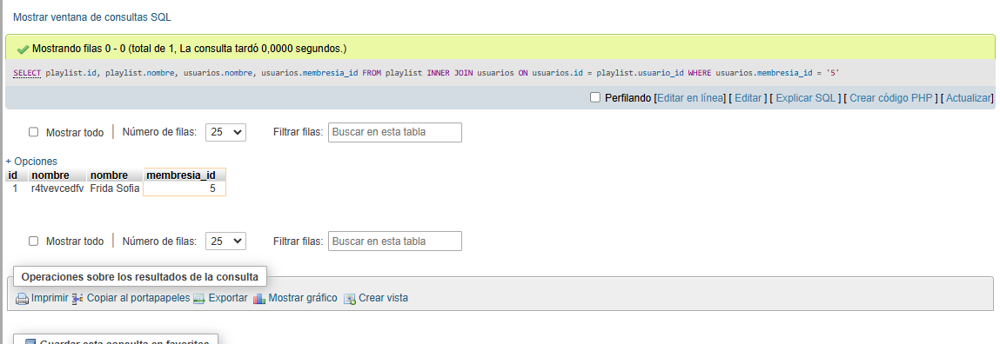 Mostrar ventana de consultas SQL
Mostrando filas 0 - 0 (total de 1, La consulta tardó 0,0000 segundos.)
SELECT playlist.id, playlist.nombre, usuarios.nombre, usuarios.membresia_id FROM playlist INNER JOIN usuarios ON usuarios.id = playlist.usuario_id WHERE usuarios.membresia_id = '5'
Perfilando [Editar en línea] [ Editar ] [ Explicar SQL ] [ Crear código PHP ] [ Actualizar]
Mostrar todo Número de filas: 25 Filtrar filas: Buscar en esta tabla
+ Opciones
id nombre nombre membresia_id
1 r4tvevcedfv Frida Sofia 5
Mostrar todo Número de filas: 25 Filtrar filas: Buscar en esta tabla
Operaciones sobre los resultados de la consulta
Imprimir Copiar al portapapeles Exportar Mostrar gráfico Crear vista
Guardar esta consulta en favoritos